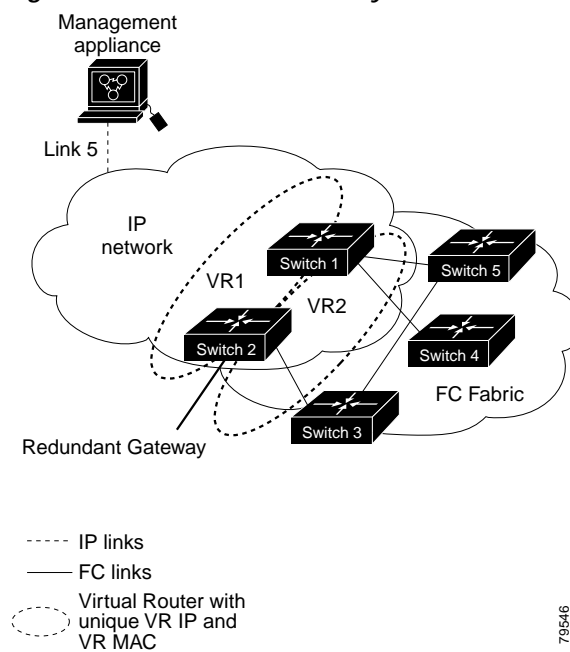 Management
appliance
Link 5
IP
network
VR1
VR2
Switch 1
Switch 5
Switch 2
Switch 4
Switch 3
FC Fabric
Redundant Gateway
IP links
FC links
Virtual Router with
unique VR IP and
VR MAC
79546